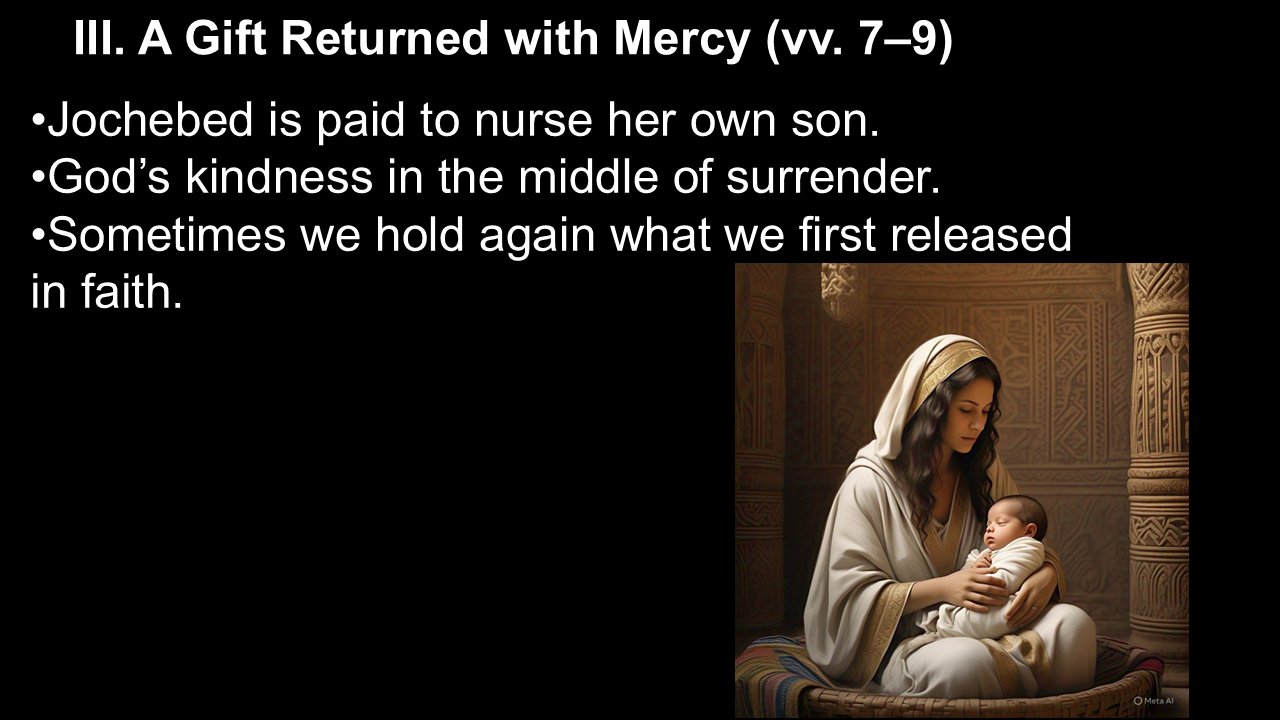 III. A Gift Returned with Mercy (vv. 7–9)
•Jochebed is paid to nurse her own son.
•God’s kindness in the middle of surrender.
•Sometimes we hold again what we first released
in faith.
Meta AI